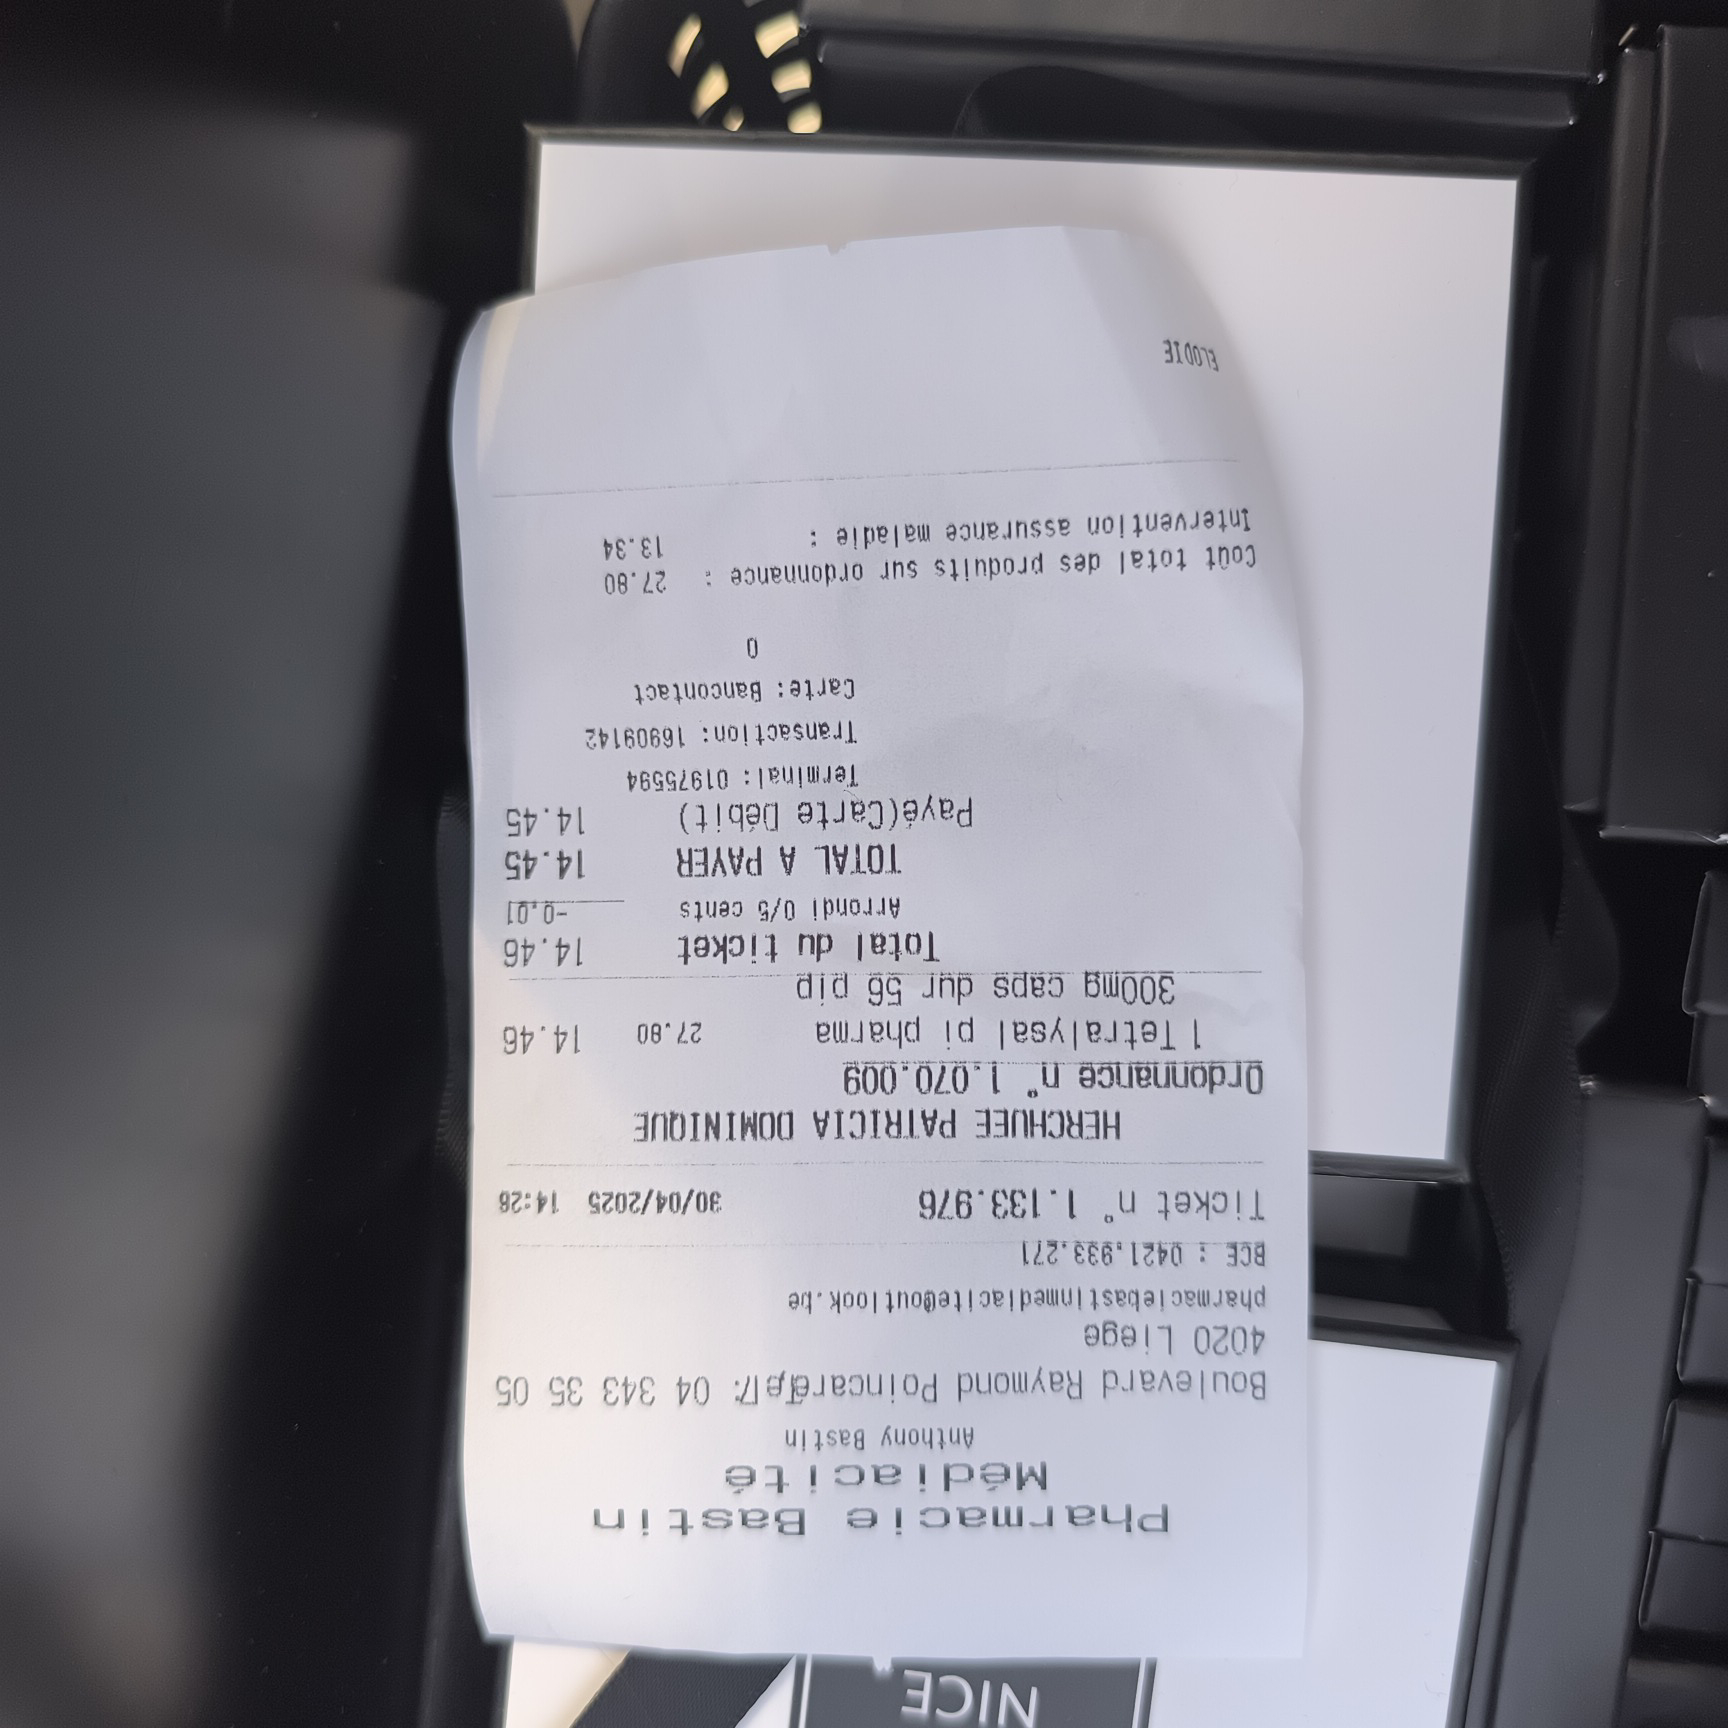 Pharmacie Bastin
Médiacité
Anthony Bastin
Boulevard Raymond Poincaré, 7: 04 343 35 05
4020 Liege
pharmaciebastinmediacite@outlook.be
BCE : 0421.933.271
Ticket n° 1.133.976 30/04/2025 14:28
HERCHUEE PATRICIA DOMINIQUE
Ordonnance n° 1.070.009
1 Tetralysal pi pharma 27.80 14.46
300mg caps dur 56 pip
Total du ticket 14.46
Arrondi 0/5 cents -0.01
TOTAL A PAYER 14.45
Payé(Carte Débit) 14.45
Terminal: 01975594
Transaction: 16909142
Carte: Bancontact
0
Coût total des produits sur ordonnance : 27.80
Intervention assurance maladie : 13.34
ELODIE
NICE